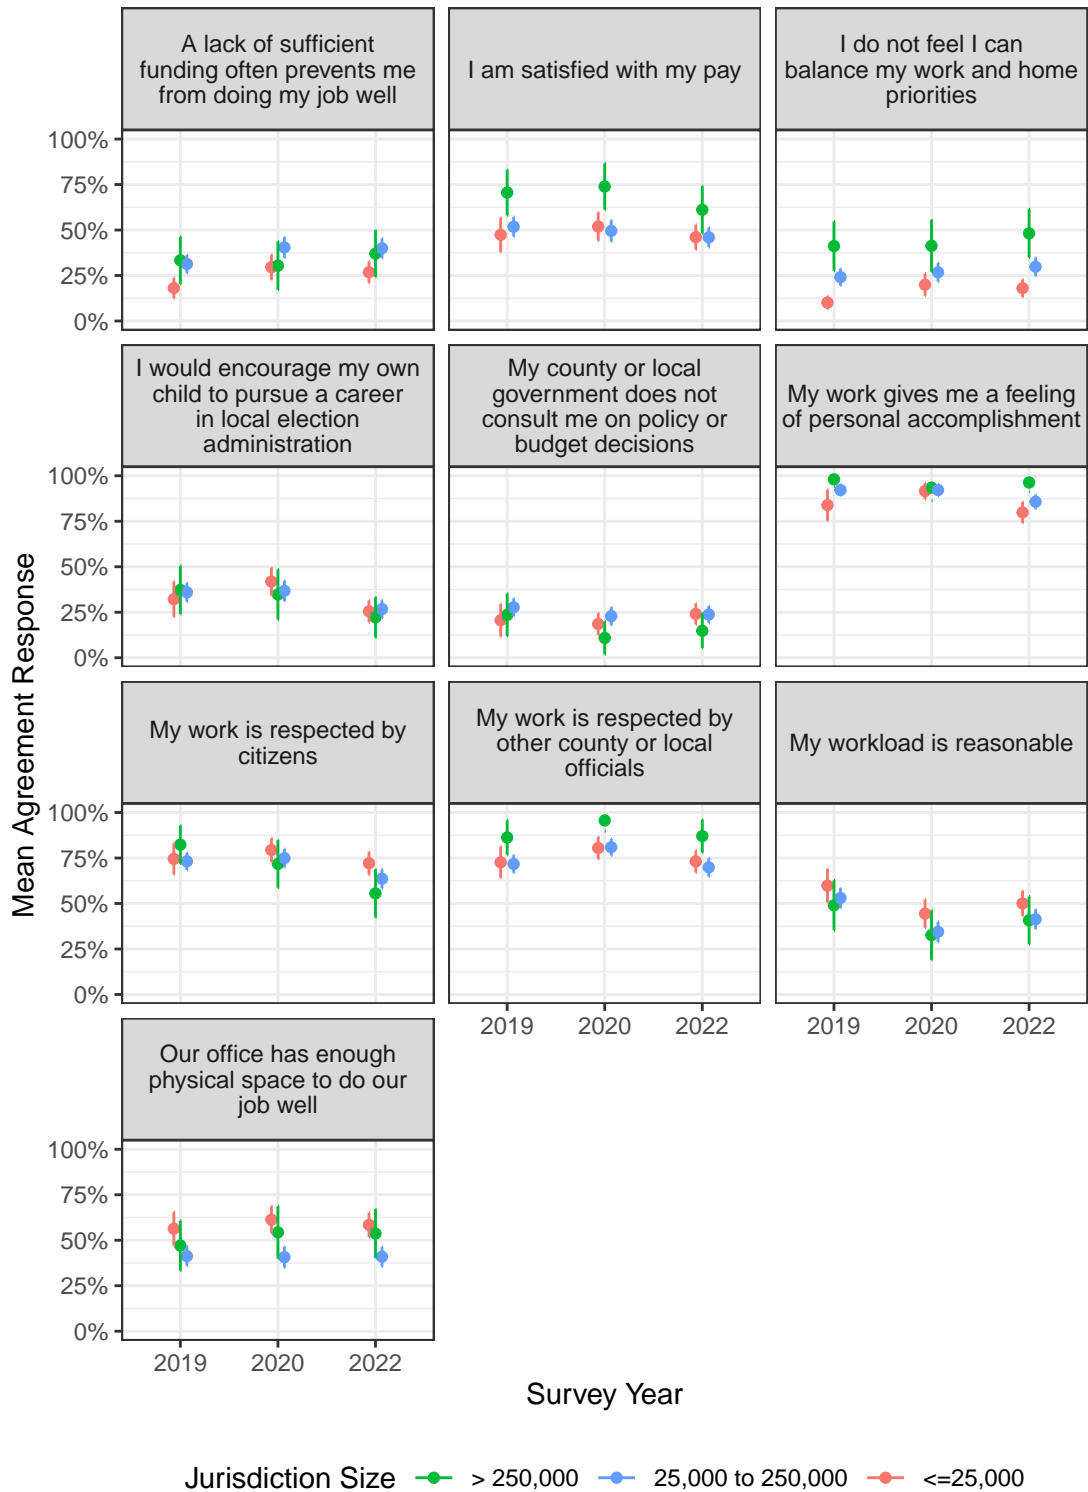 A lack of sufficient
funding often prevents me
from doing my job well
I am satisfied with my pay
I do not feel I can
balance my work and home
priorities
100%
75%
50%
25%
0%
I would encourage my own
child to pursue a career
in local election
administration
My county or local
government does not
consult me on policy or
budget decisions
My work gives me a feeling
of personal accomplishment
100%
75%
50%
25%
0%
Mean Agreement Response
My work is respected by
citizens
My work is respected by
other county or local
officials
My workload is reasonable
100%
75%
50%
25%
0%
2019 2020 2022
2019 2020 2022
Our office has enough
physical space to do our
job well
100%
75%
50%
25%
0%
2019 2020 2022
Survey Year
Jurisdiction Size > 250,000 25,000 to 250,000 <=25,000